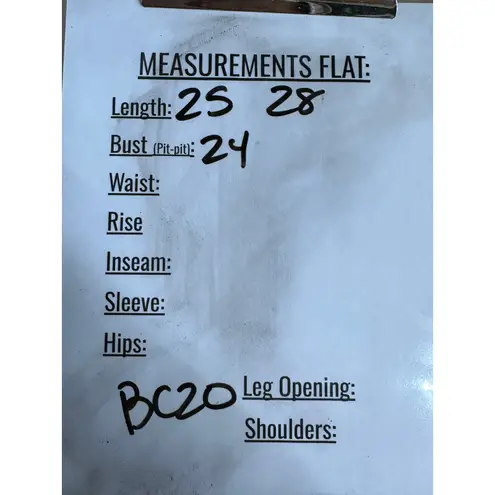 MEASUREMENTS FLAT:
Length: 25 28
Bust (Pit-pit): 24
Waist:
Rise
Inseam:
Sleeve:
Hips:
BC20 Leg Opening:
Shoulders: